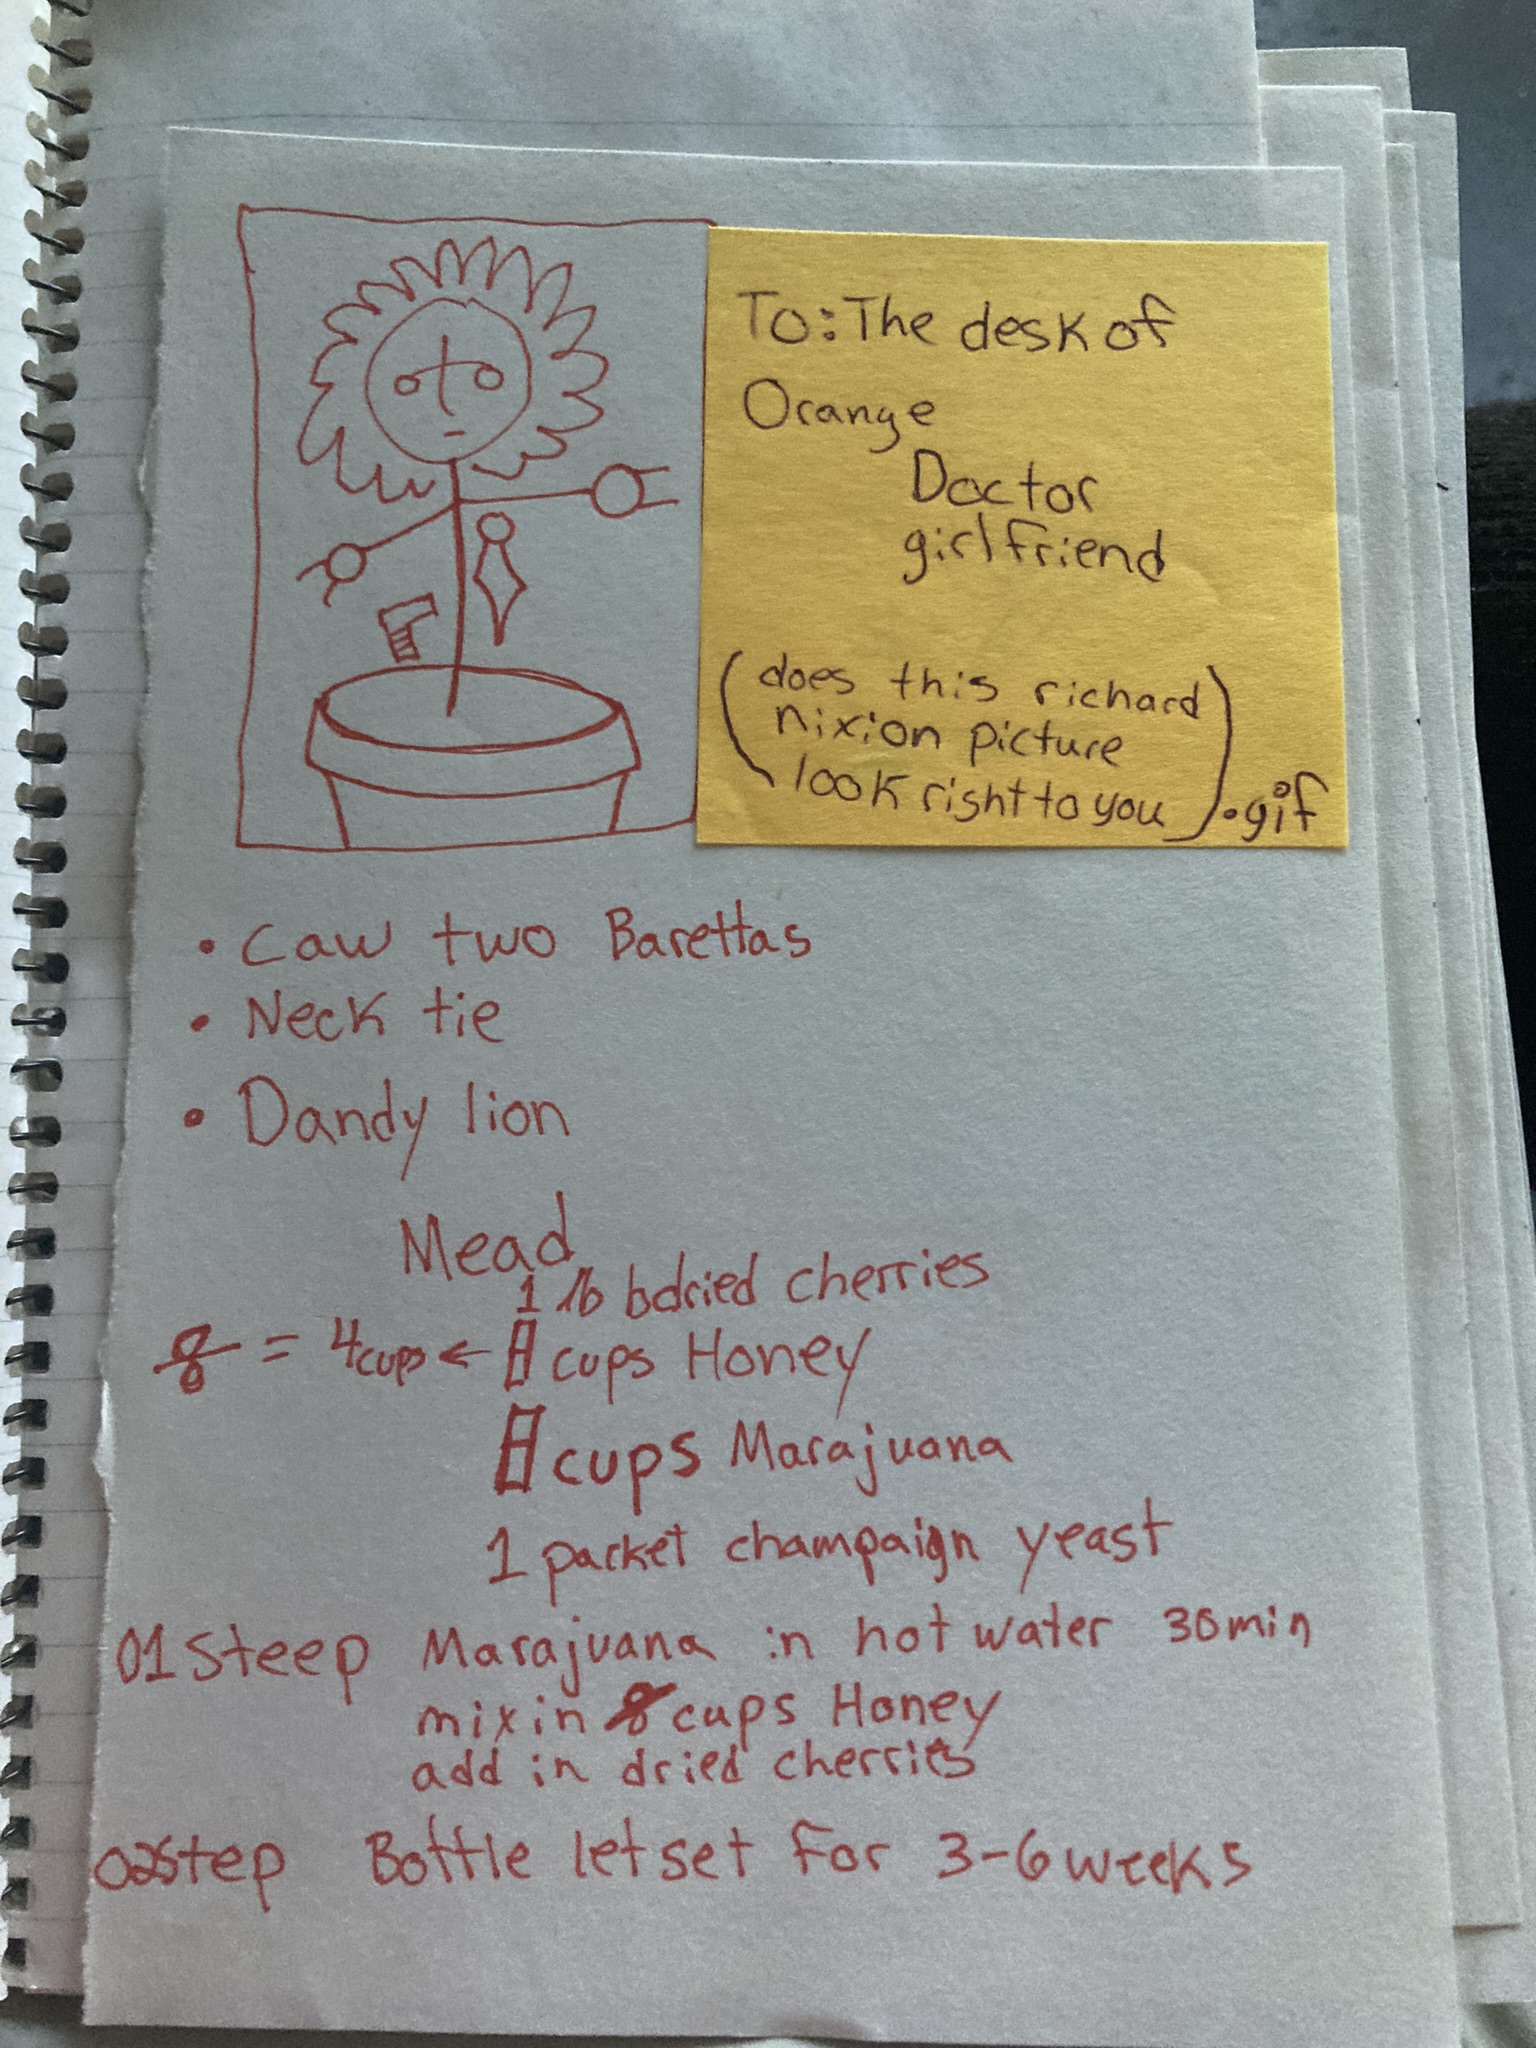 To: The desk of
Orange
Doctor
girlfriend
(does this richard
nixion picture
look right to you).gif
• Caw two Barettas
• Neck tie
• Dandy lion
Mead
1 lb bdried cherries
8 = 4cups ← 8 cups Honey
8 cups Marajuana
1 packet champaign yeast
01 Steep Marajuana in hot water 30min
mix in 8 cups Honey
add in dried cherries
02 Step Bottle let set for 3-6 weeks